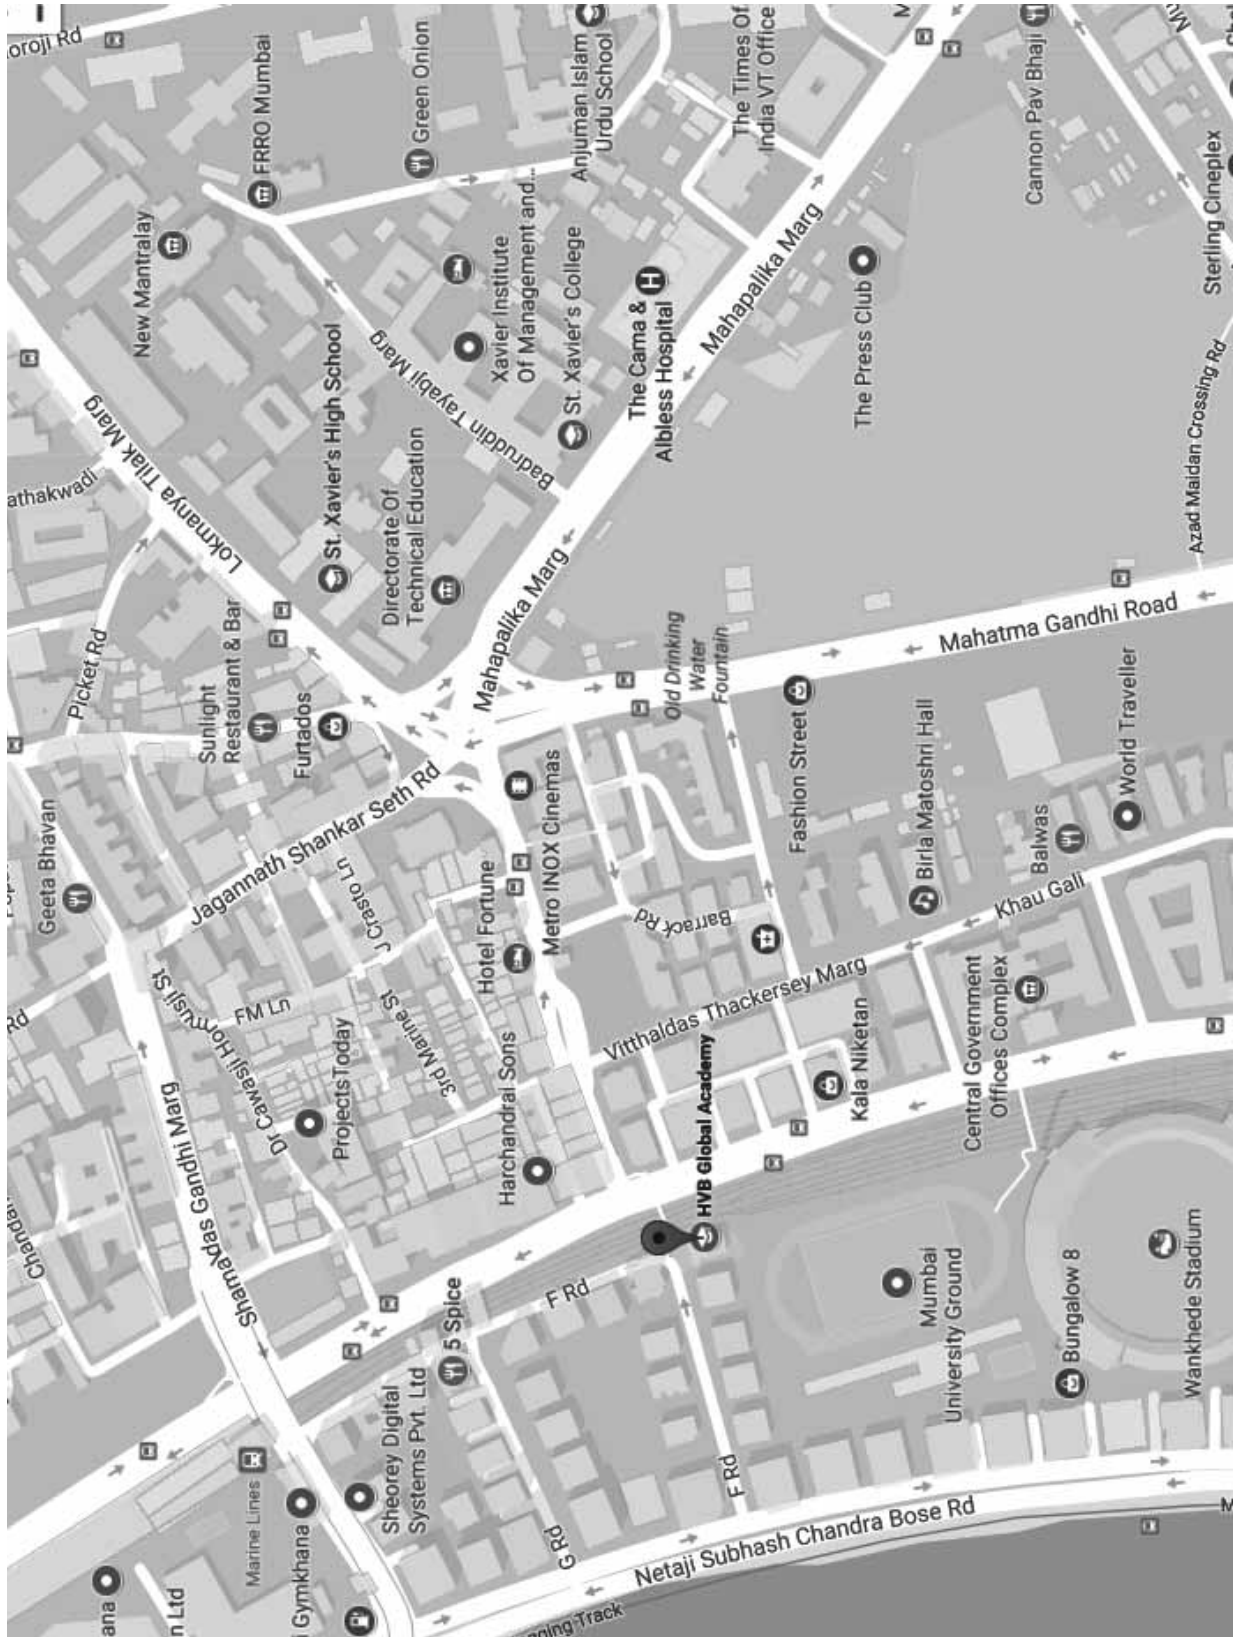 oroji Rd
FRRO Mumbai
Green Onion
Anjuman Islam
Urdu School
The Times Of
India VT Office
Cannon Pav Bhaji
Sterling Cineplex
New Mantralay
Xavier Institute
Of Management and...
St. Xavier's College
The Cama &
Albless Hospital
Mahapalika Marg
The Press Club
Azad Maidan Crossing Rd
athakwadi
Lokmanya Tilak Marg
St. Xavier's High School
Badruddin Tayabji Marg
Directorate Of
Technical Education
Mahapalika Marg
Mahapalika Marg
Picket Rd
Sunlight
Restaurant & Bar
Furtados
Old Drinking
Water
Fountain
Mahatma Gandhi Road
Geeta Bhavan
Jagannath Shankar Seth Rd
J Crasto Ln
Hotel Fortune
Metro INOX Cinemas
Barrack Rd
Fashion Street
Birla Matoshri Hall
Balwas
World Traveller
Khau Gali
Rd
FM Ln
Dr Cawasji Hormusji St
ProjectsToday
3rd Marine St
Harchandrai Sons
Vitthaldas Thackersey Marg
HVB Global Academy
Kala Niketan
Central Government
Offices Complex
Shamaldas Gandhi Marg
5 Spice
F Rd
Mumbai
University Ground
Bungalow 8
Wankhede Stadium
Marine Lines
Sheorey Digital
Systems Pvt. Ltd
G Rd
F Rd
Netaji Subhash Chandra Bose Rd
ana
n Ltd
i Gymkhana
gging Track